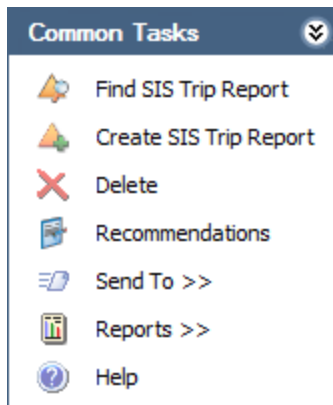 Common Tasks
Find SIS Trip Report
Create SIS Trip Report
Delete
Recommendations
Send To >>
Reports >>
Help